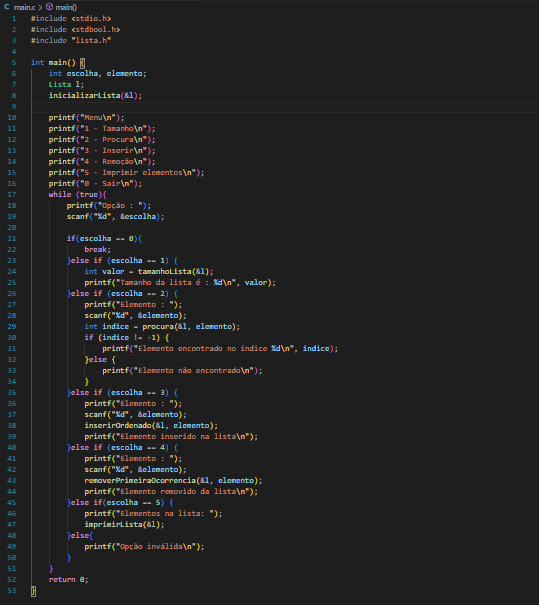 main.c > main()
1 #include <stdio.h>
2 #include <stdbool.h>
3 #include "lista.h"
4
5 int main() {
6 int escolha, elemento;
7 Lista l;
8 inicializarLista(&l);
9
10 printf("Menu\n");
11 printf("1 - Tamanho\n");
12 printf("2 - Procura\n");
13 printf("3 - Inserir\n");
14 printf("4 - Remoção\n");
15 printf("5 - Imprimir elementos\n");
16 printf("0 - Sair\n");
17 while (true){
18 printf("Opção : ");
19 scanf("%d", &escolha);
20
21 if(escolha == 0){
22 break;
23 }else if (escolha == 1) {
24 int valor = tamanhoLista(&l);
25 printf("Tamanho da lista é : %d\n", valor);
26 }else if (escolha == 2) {
27 printf("Elemento : ");
28 scanf("%d", &elemento);
29 int indice = procura(&l, elemento);
30 if (indice != -1) {
31 printf("Elemento encontrado no índice %d\n", indice);
32 }else {
33 printf("Elemento não encontrado\n");
34 }
35 }else if (escolha == 3) {
36 printf("Elemento : ");
37 scanf("%d", &elemento);
38 inserirOrdenado(&l, elemento);
39 printf("Elemento inserido na lista\n");
40 }else if (escolha == 4) {
41 printf("Elemento : ");
42 scanf("%d", &elemento);
43 removerPrimeiraOcorrencia(&l, elemento);
44 printf("Elemento removido da lista\n");
45 }else if(escolha == 5) {
46 printf("Elementos na lista: ");
47 imprimirLista(&l);
48 }else{
49 printf("Opção inválida\n");
50 }
51 }
52 return 0;
53 }